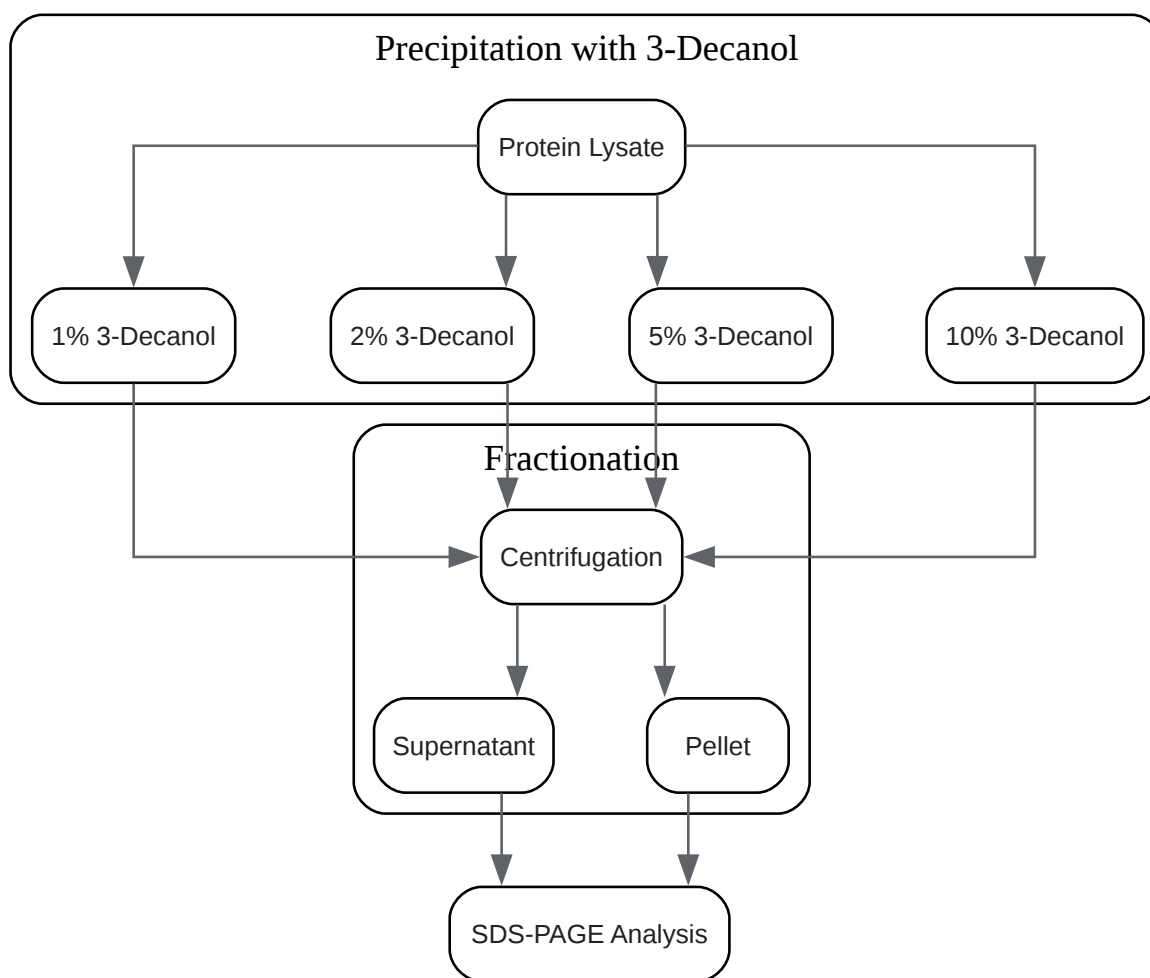 Precipitation with 3-Decanol
Protein Lysate
1% 3-Decanol
2% 3-Decanol
5% 3-Decanol
10% 3-Decanol
Fractionation
Centrifugation
Supernatant
Pellet
SDS-PAGE Analysis